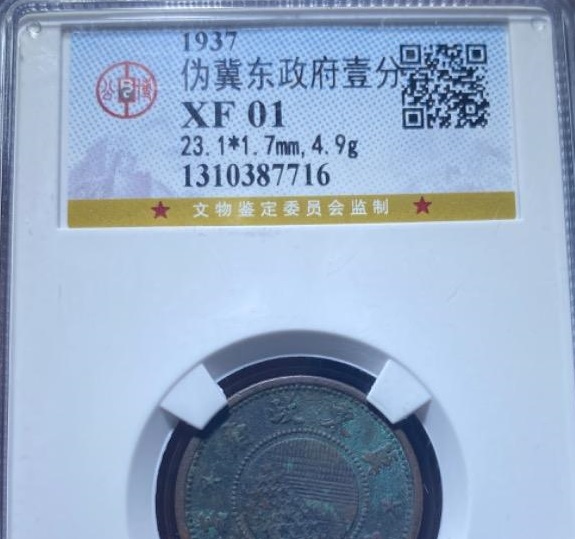 1937
伪冀东政府壹分
XF 01
23.1*1.7mm,4.9g
1310387716
文物鉴定委员会监制